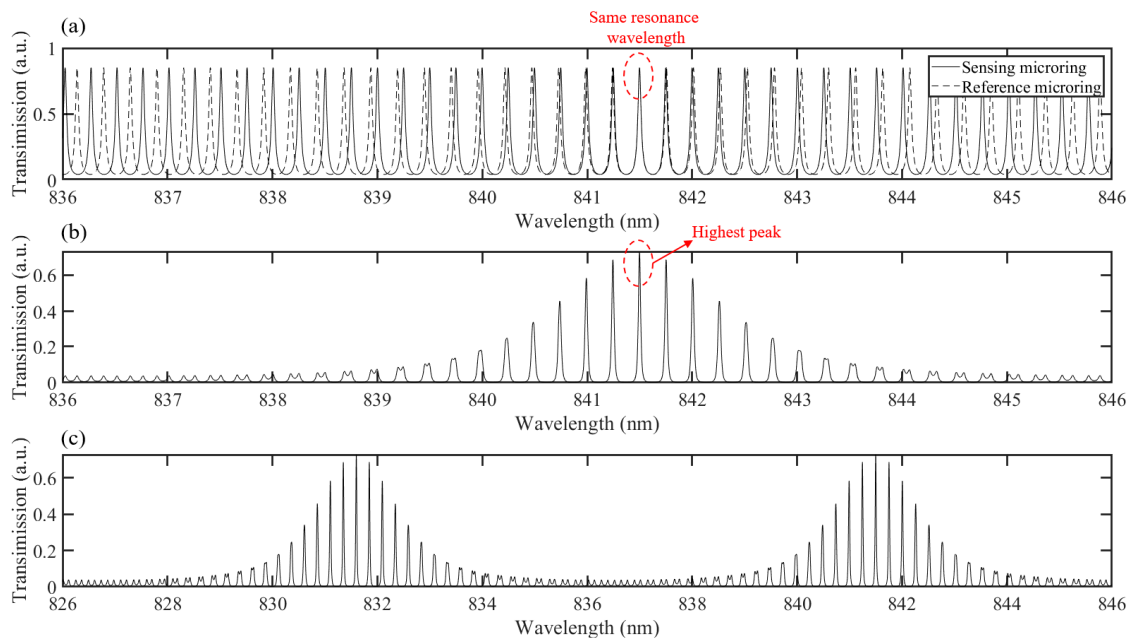 (a)
Same resonance
wavelength
Transimission (a.u.)
1
0.5
0
Sensing microring
Reference microring
836 837 838 839 840 841 842 843 844 845 846
Wavelength (nm)
(b)
Highest peak
Transimission (a.u.)
0.6
0.4
0.2
0
836 837 838 839 840 841 842 843 844 845 846
Wavelength (nm)
(c)
Transimission (a.u.)
0.6
0.4
0.2
0
826 828 830 832 834 836 838 840 842 844 846
Wavelength (nm)